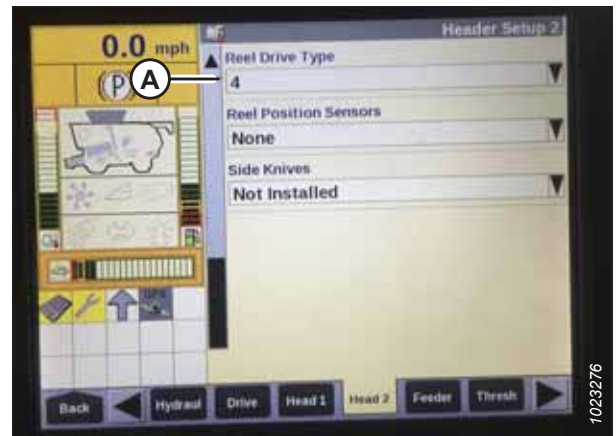 0.0 mph
(P)
A
Header Setup 2
Reel Drive Type
4
Reel Position Sensors
None
Side Knives
Not Installed
GPS
Back
Hydraul
Drive
Head 1
Head 2
Feeder
Thresh
1023276